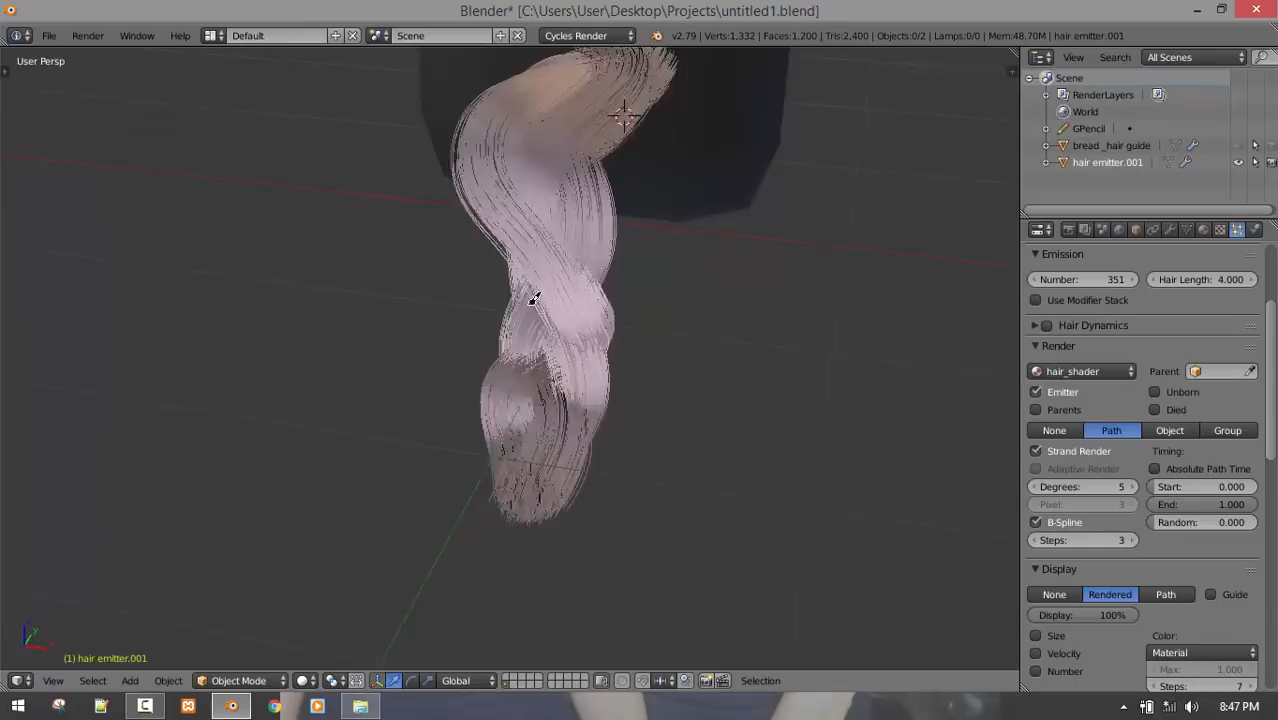 Blender* [C:\Users\User\Desktop\Projects\untitled1.blend]
File Render Window Help Default Scene Cycles Render v2.79 | Verts:1,332 | Faces:1,200 | Tris:2,400 | Objects:0/2 | Lamps:0/0 | Mem:48.70M | hair emitter.001
User Persp
View Search All Scenes
Scene
RenderLayers
World
GPencil
bread _hair guide
hair emitter.001
Emission
Number: 351 Hair Length: 4.000
Use Modifier Stack
Hair Dynamics
Render
hair_shader Parent
Emitter Unborn
Parents Died
None Path Object Group
Strand Render Timing:
Adaptive Render Absolute Path Time
Degrees: 5 Start: 0.000
Pixel: 3 End: 1.000
B-Spline Random: 0.000
Steps: 3
Display
None Rendered Path Guide
Display: 100%
Size Color:
Velocity Material
Number Max: 1.000
Steps: 7
(1) hair emitter.001
View Select Add Object Object Mode Global Selection
8:47 PM